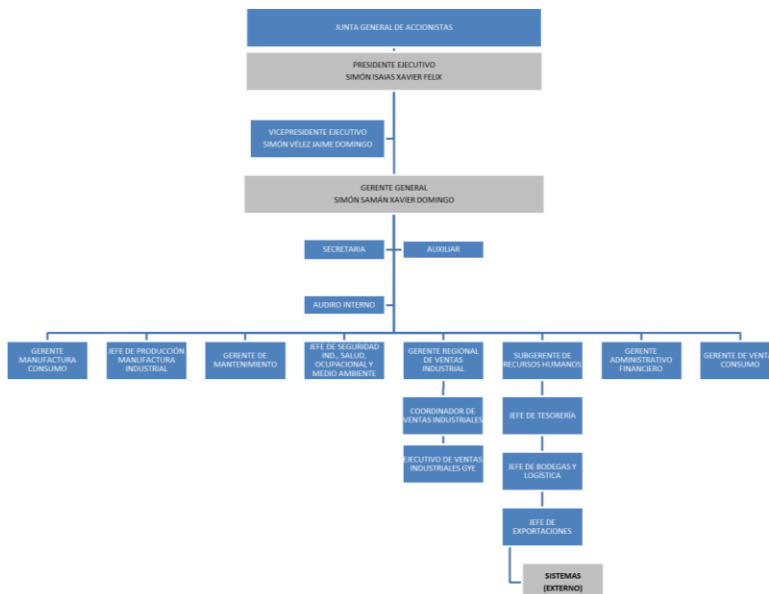 JUNTA GENERAL DE ACCIONISTAS
PRESIDENTE EJECUTIVO
SIMÓN ISAIAS XAVIER FELIX
VICEPRESIDENTE EJECUTIVO
SIMÓN VÉLEZ JAIME DOMINGO
GERENTE GENERAL
SIMÓN SAMÁN XAVIER DOMINGO
SECRETARIA
AUXILIAR
AUDIRO INTERNO
GERENTE
MANUFACTURA
CONSUMO
JEFE DE PRODUCCIÓN
MANUFACTURA
INDUSTRIAL
GERENTE DE
MANTENIMIENTO
JEFE DE SEGURIDAD
IND., SALUD,
OCUPACIONAL Y
MEDIO AMBIENTE
GERENTE REGIONAL
DE VENTAS
INDUSTRIAL
SUBGERENTE DE
RECURSOS HUMANOS
GERENTE
ADMINISTRATIVO
FINANCIERO
GERENTE DE VENTA
CONSUMO
COORDINADOR DE
VENTAS INDUSTRIALES
JEFE DE TESORERÍA
EJECUTIVO DE VENTAS
INDUSTRIALES GYE
JEFE DE BODEGAS Y
LOGÍSTICA
JEFE DE
EXPORTACIONES
SISTEMAS
(EXTERNO)